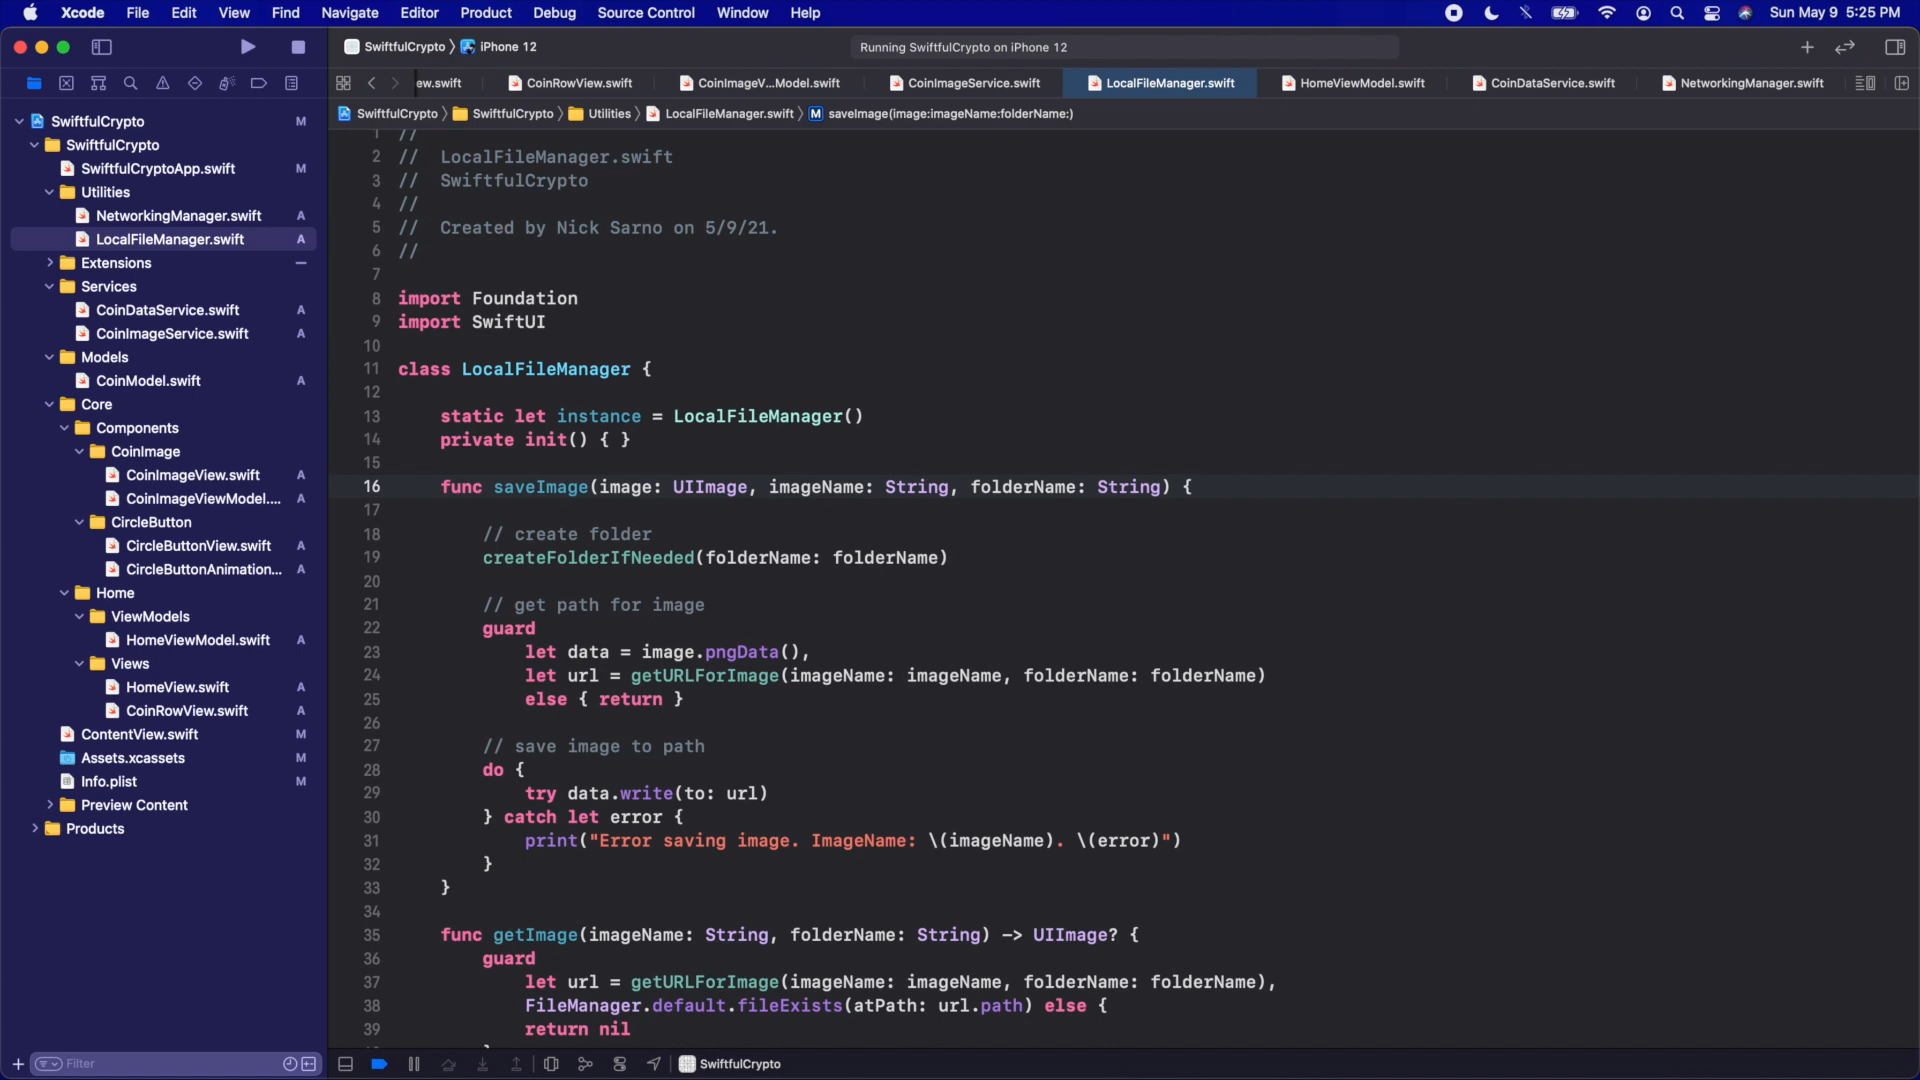 Xcode File Edit View Find Navigate Editor Product Debug Source Control Window Help Sun May 9 5:25 PM
SwiftfulCrypto iPhone 12 Running SwiftfulCrypto on iPhone 12
ew.swift CoinRowView.swift CoinImageV...Model.swift CoinImageService.swift LocalFileManager.swift HomeViewModel.swift CoinDataService.swift NetworkingManager.swift
SwiftfulCrypto SwiftfulCrypto Utilities LocalFileManager.swift M saveImage(image:imageName:folderName:)
SwiftfulCrypto M
SwiftfulCrypto
SwiftfulCryptoApp.swift M
Utilities
NetworkingManager.swift A
LocalFileManager.swift A
Extensions
Services
CoinDataService.swift A
CoinImageService.swift A
Models
CoinModel.swift A
Core
Components
CoinImage
CoinImageView.swift A
CoinImageViewModel.... A
CircleButton
CircleButtonView.swift A
CircleButtonAnimation... A
Home
ViewModels
HomeViewModel.swift A
Views
HomeView.swift A
CoinRowView.swift A
ContentView.swift M
Assets.xcassets M
Info.plist M
Preview Content
Products
Filter
1 //
2 //  LocalFileManager.swift
3 //  SwiftfulCrypto
4 //
5 //  Created by Nick Sarno on 5/9/21.
6 //
7
8 import Foundation
9 import SwiftUI
10
11 class LocalFileManager {
12
13     static let instance = LocalFileManager()
14     private init() { }
15
16     func saveImage(image: UIImage, imageName: String, folderName: String) {
17
18         // create folder
19         createFolderIfNeeded(folderName: folderName)
20
21         // get path for image
22         guard
23             let data = image.pngData(),
24             let url = getURLForImage(imageName: imageName, folderName: folderName)
25             else { return }
26
27         // save image to path
28         do {
29             try data.write(to: url)
30         } catch let error {
31             print("Error saving image. ImageName: \(imageName). \(error)")
32         }
33     }
34
35     func getImage(imageName: String, folderName: String) -> UIImage? {
36         guard
37             let url = getURLForImage(imageName: imageName, folderName: folderName),
38             FileManager.default.fileExists(atPath: url.path) else {
39             return nil
SwiftfulCrypto